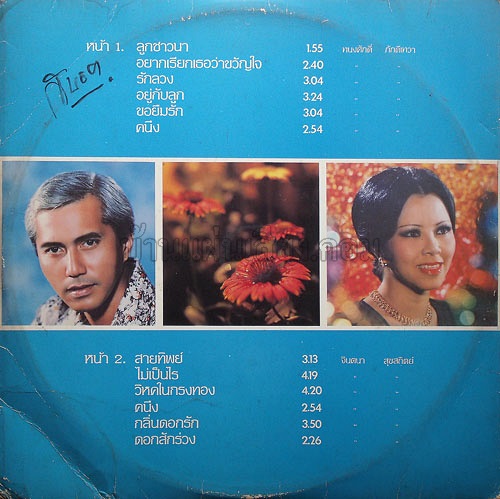 หน้า 1. ลูกชาวนา 1.55 ทนงศักดิ์ ภักดีเทวา
อยากเรียกเธอว่าขวัญใจ 2.40 " "
รักลวง 3.04 " "
อยู่กับลูก 3.24 " "
ขอยืมรัก 3.04 " "
คนึง 2.54 " "
หน้า 2. สายทิพย์ 3.13 จินตนา สุขสถิตย์
ไม่เป็นไร 4.19 " "
วิหคในกรงทอง 4.20 " "
คนึง 2.54 " "
กลิ่นดอกรัก 3.50 " "
ดอกสักร่วง 2.26 " "